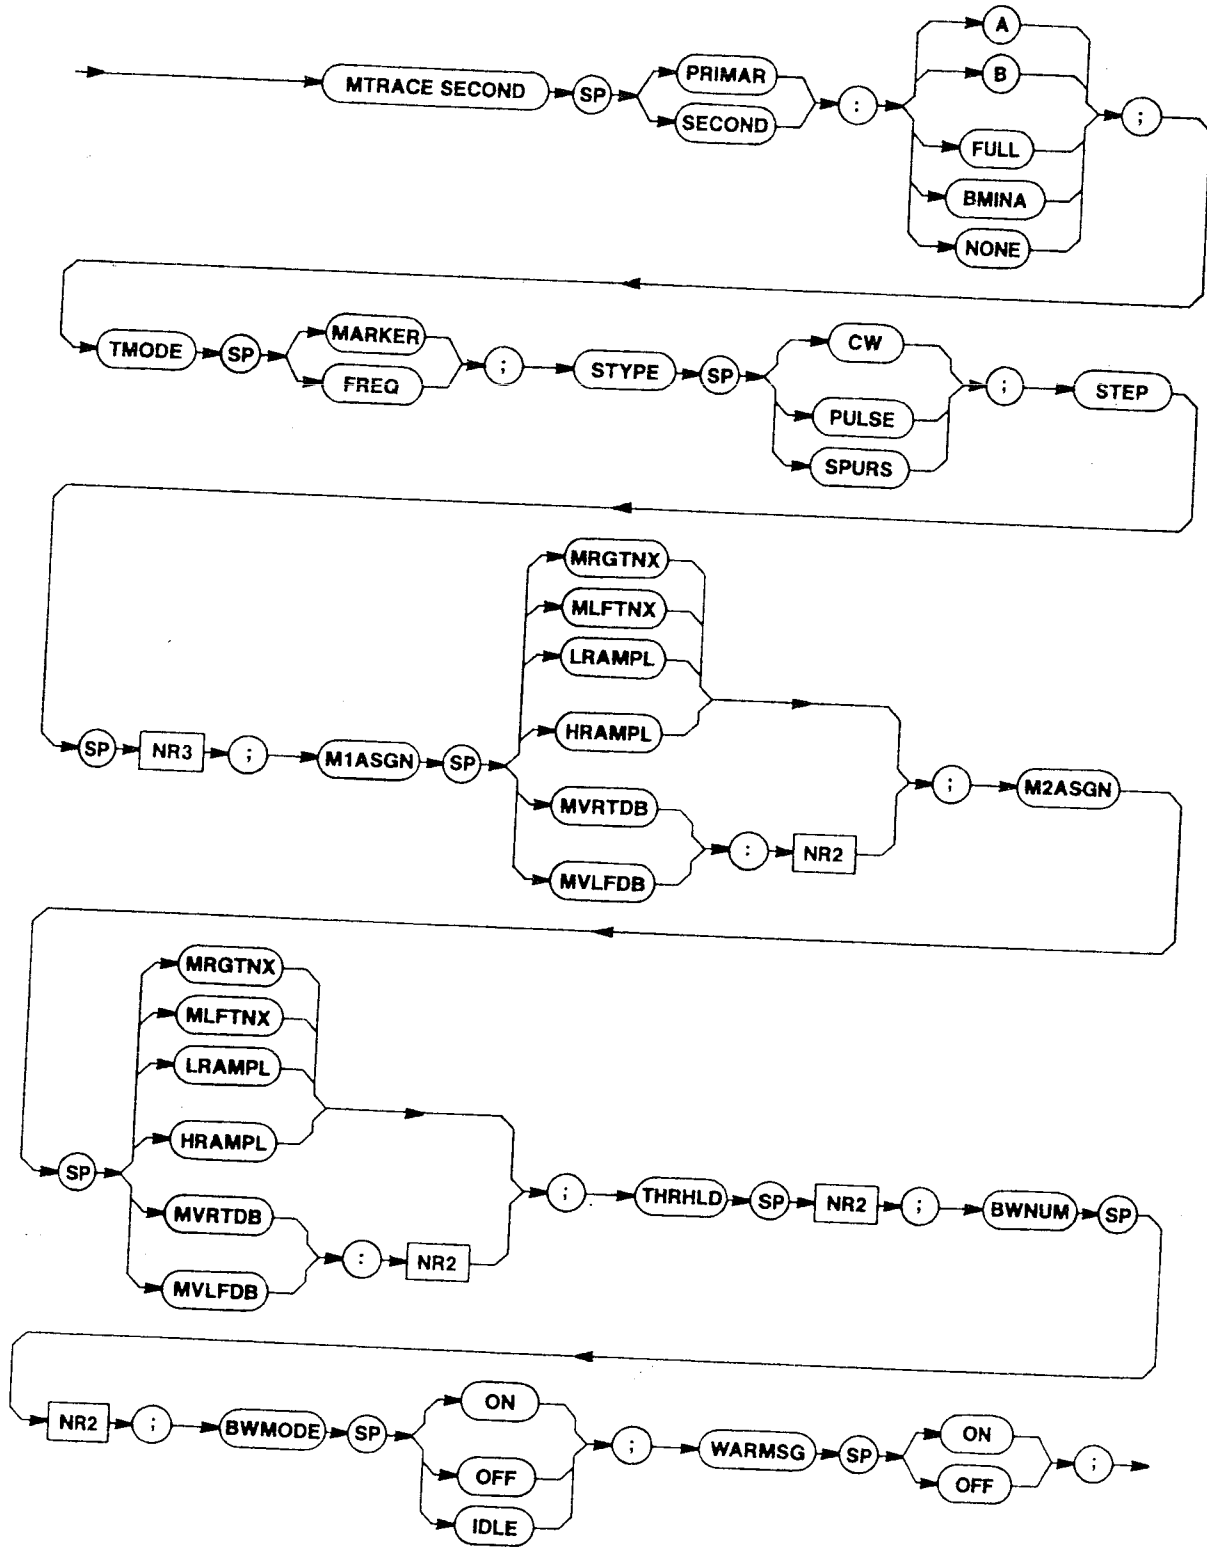 MTRACE SECOND
SP
PRIMAR
SECOND
:
A
B
FULL
BMINA
NONE
;
TMODE
SP
MARKER
FREQ
;
STYPE
SP
CW
PULSE
SPURS
;
STEP
SP
NR3
;
M1ASGN
SP
MRGTNX
MLFTNX
LRAMPL
HRAMPL
MVRTDB
MVLFDB
:
NR2
;
M2ASGN
SP
MRGTNX
MLFTNX
LRAMPL
HRAMPL
MVRTDB
MVLFDB
:
NR2
;
THRHLD
SP
NR2
;
BWNUM
SP
NR2
;
BWMODE
SP
ON
OFF
IDLE
;
WARMSG
SP
ON
OFF
;